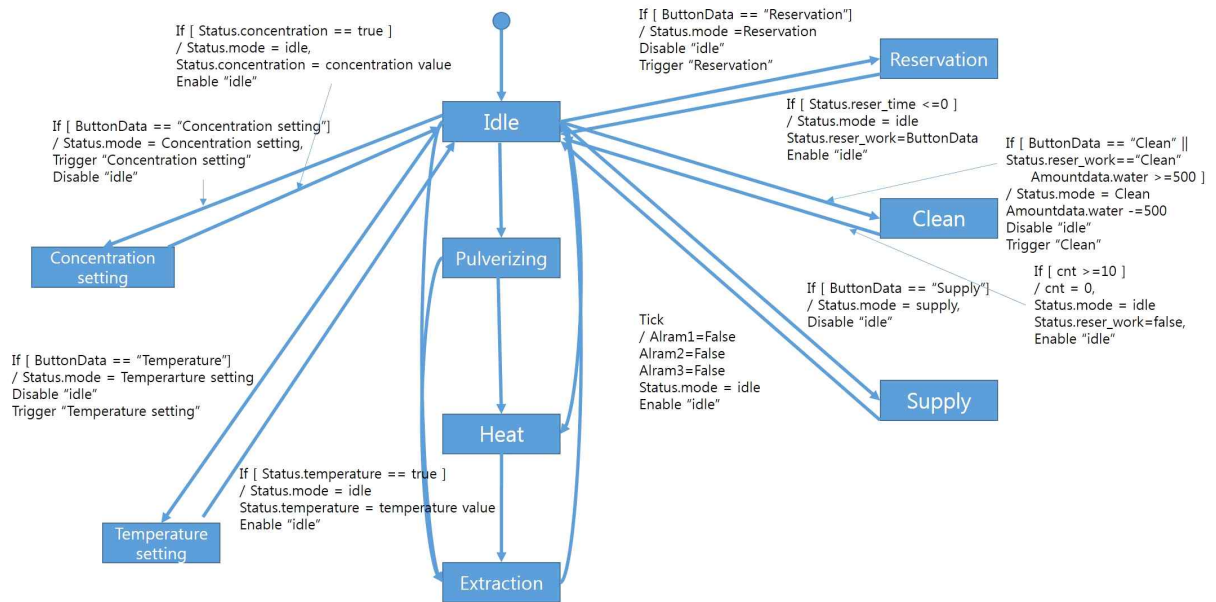 If [ Status.concentration == true ]
/ Status.mode = idle,
Status.concentration = concentration value
Enable “idle”
If [ ButtonData == “Reservation”]
/ Status.mode =Reservation
Disable “idle”
Trigger “Reservation”
Reservation
If [ ButtonData == “Concentration setting”]
/ Status.mode = Concentration setting,
Trigger “Concentration setting”
Disable “idle”
Idle
If [ Status.reser_time <=0 ]
/ Status.mode = idle
Status.reser_work=ButtonData
Enable “idle”
If [ ButtonData == “Clean” ||
Status.reser_work==“Clean”
Amountdata.water >=500 ]
/ Status.mode = Clean
Amountdata.water -=500
Disable “idle”
Trigger “Clean”
Clean
Concentration
setting
Pulverizing
If [ ButtonData == “Supply”]
/ Status.mode = supply,
Disable “idle”
If [ cnt >=10 ]
/ cnt = 0,
Status.mode = idle
Status.reser_work=false,
Enable “idle”
Tick
/ Alram1=False
Alram2=False
Alram3=False
Status.mode = idle
Enable “idle”
If [ ButtonData == “Temperature”]
/ Status.mode = Temperarture setting
Disable “idle”
Trigger “Temperature setting”
Supply
Heat
If [ Status.temperature == true ]
/ Status.mode = idle
Status.temperature = temperature value
Enable “idle”
Temperature
setting
Extraction